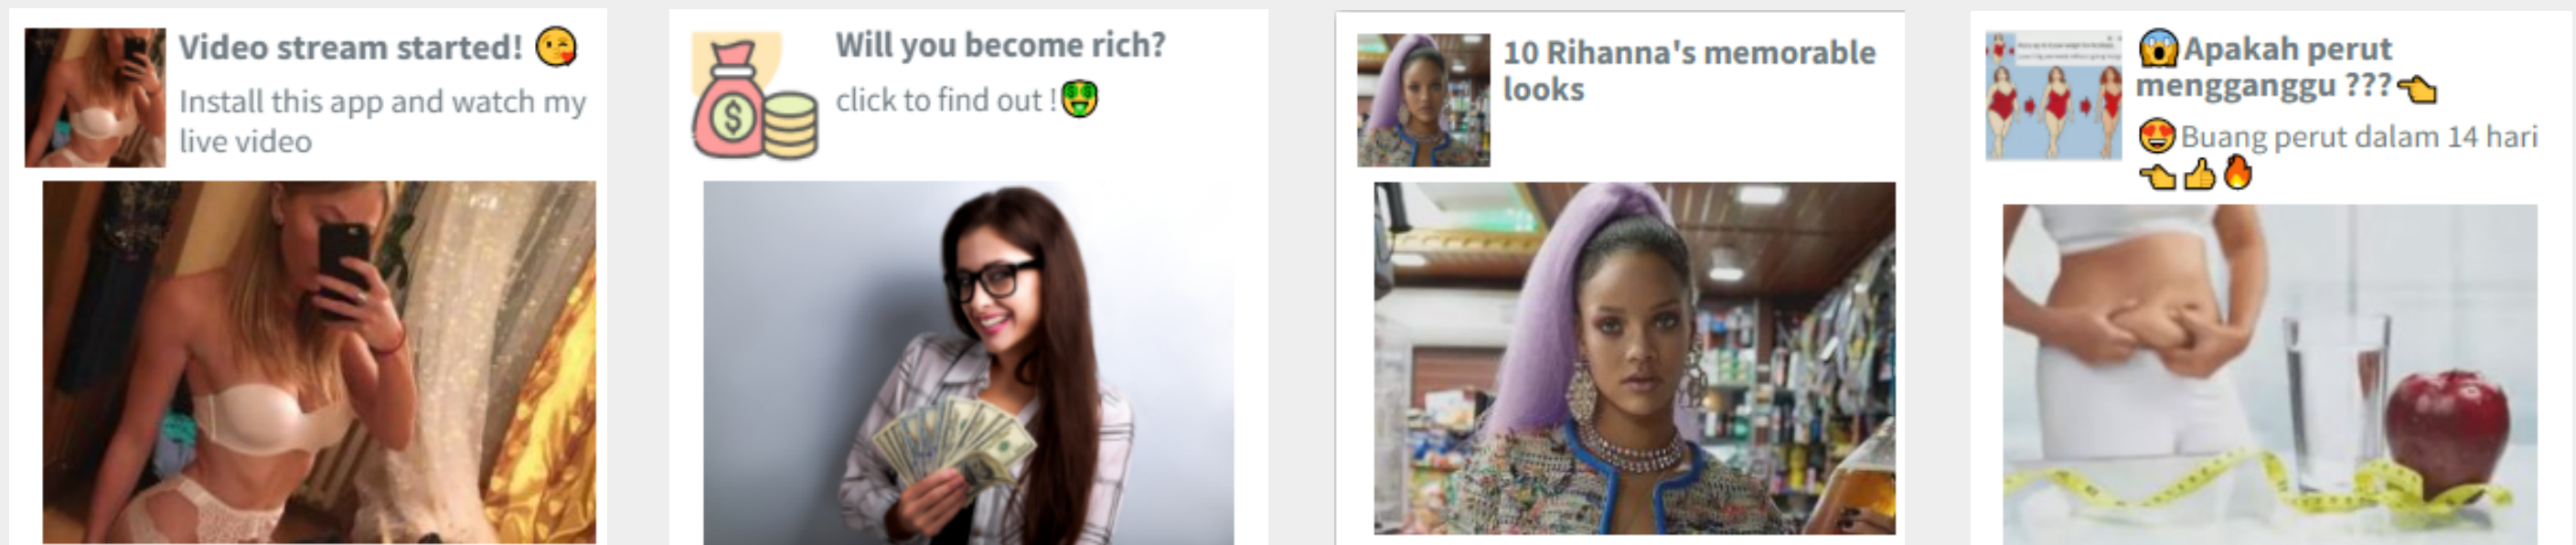 Video stream started! 😘
Install this app and watch my
live video
Will you become rich?
click to find out !🤑
10 Rihanna's memorable
looks
😱Apakah perut
mengganggu ???👈
😍Buang perut dalam 14 hari
👈👍🔥